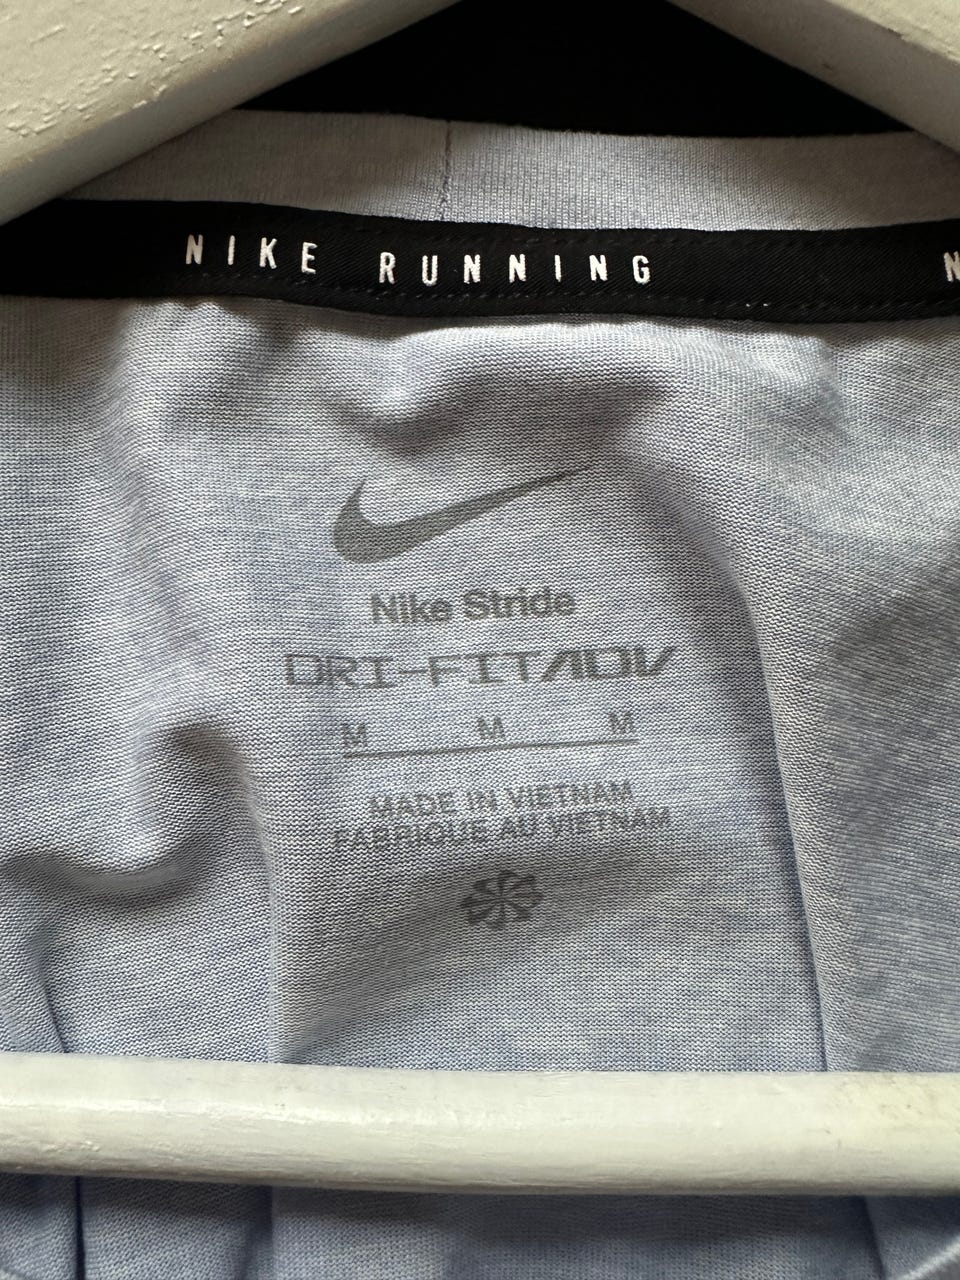 NIKE RUNNING N
Nike Stride
DRI-FIT ADV
M M M
MADE IN VIETNAM
FABRIQUE AU VIETNAM